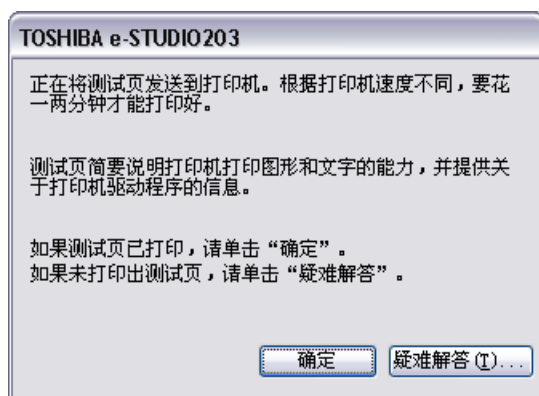 TOSHIBA e-STUDIO203
正在将测试页发送到打印机。根据打印机速度不同，要花
一两分钟才能打印好。
测试页简要说明打印机打印图形和文字的能力，并提供关
于打印机驱动程序的信息。
如果测试页已打印，请单击“确定”。
如果未打印出测试页，请单击“疑难解答”。
确定
疑难解答(T)...